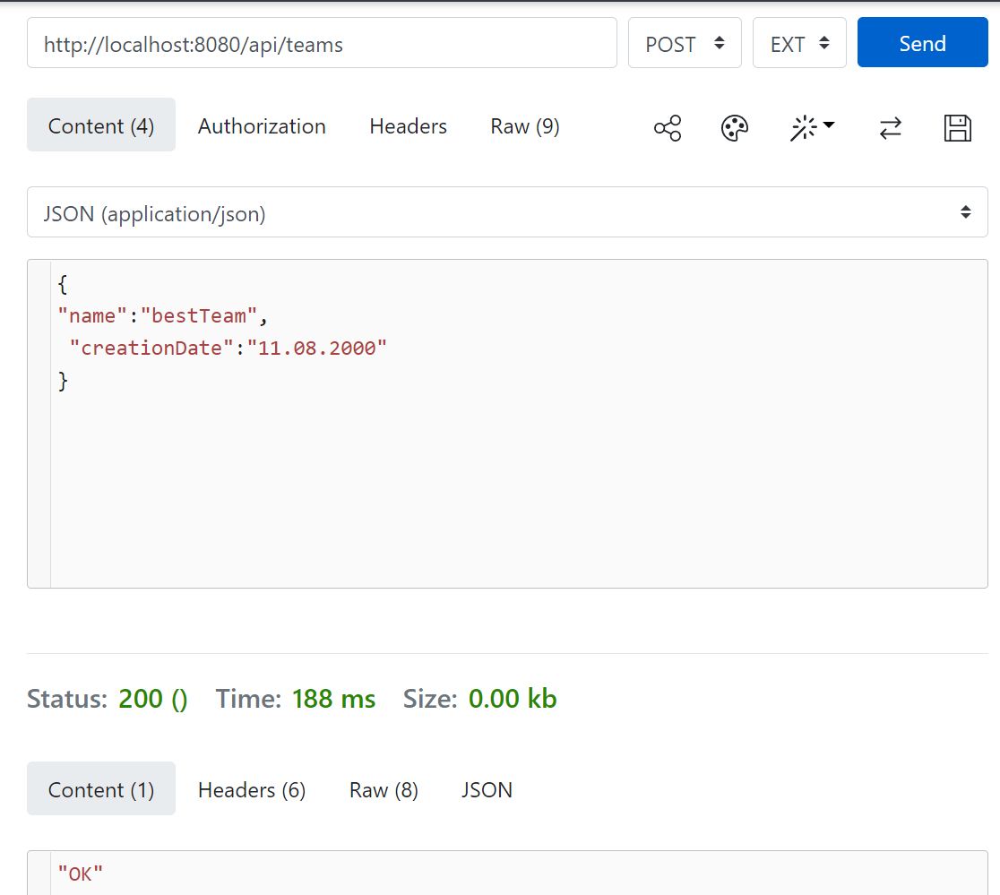 http://localhost:8080/api/teams POST EXT Send
Content (4) Authorization Headers Raw (9)
JSON (application/json)
{
"name":"bestTeam",
"creationDate":"11.08.2000"
}
Status: 200 () Time: 188 ms Size: 0.00 kb
Content (1) Headers (6) Raw (8) JSON
"OK"